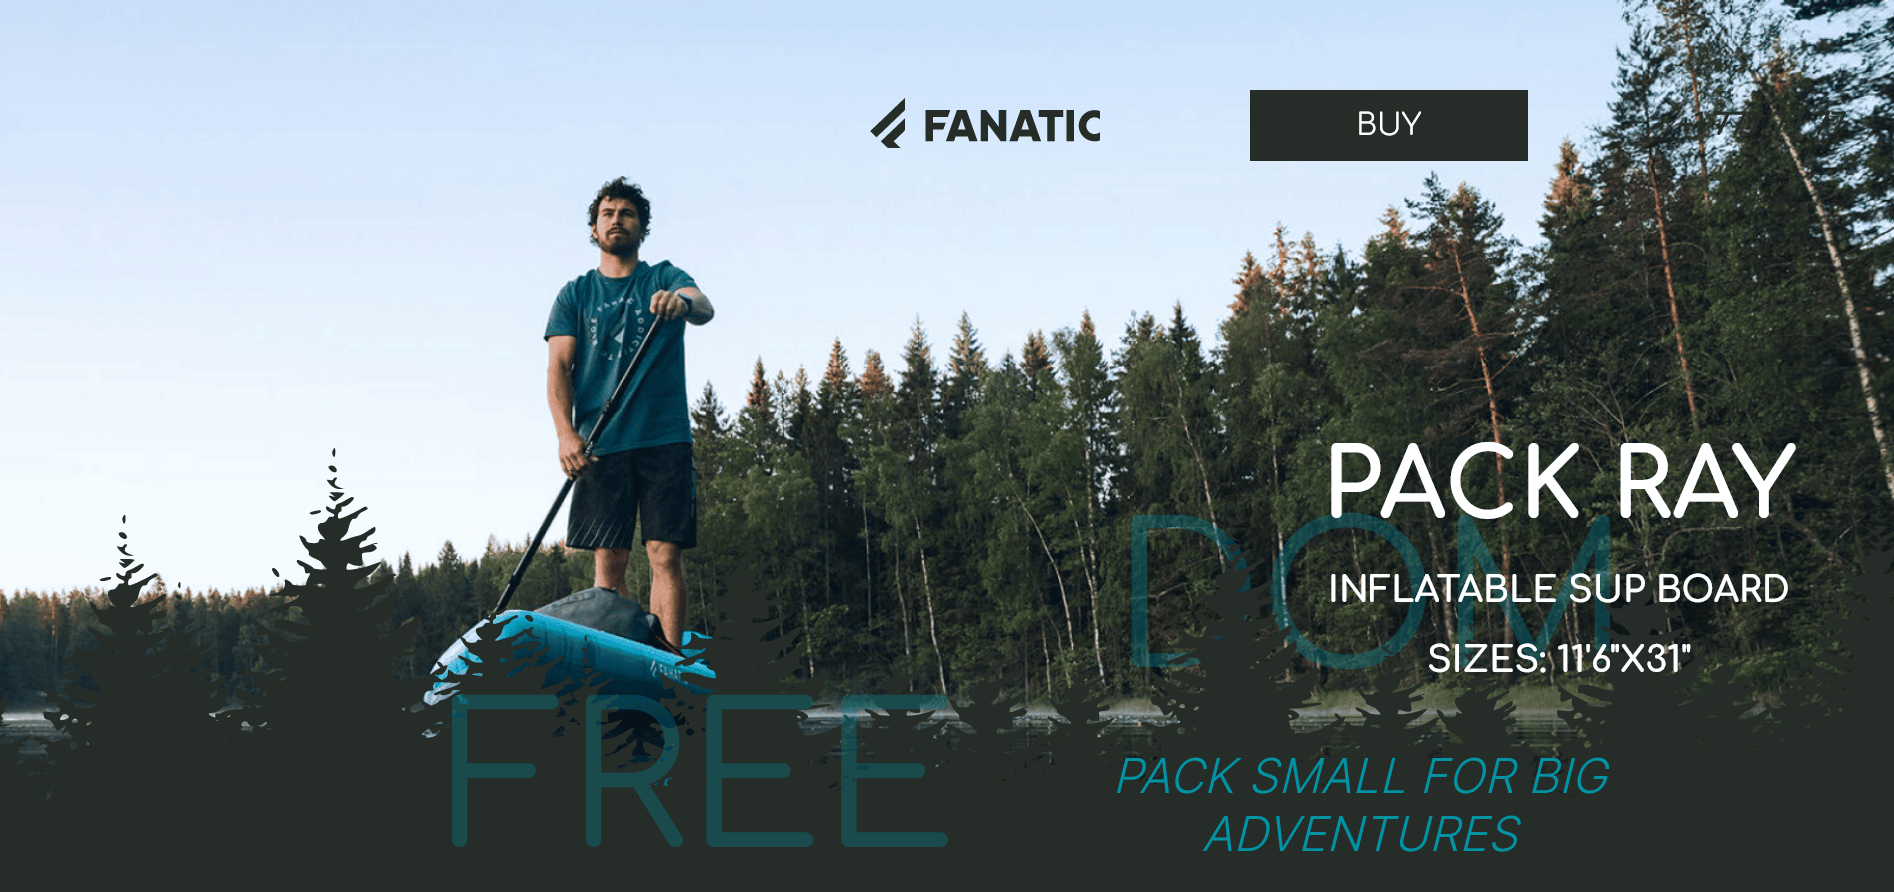 FANATIC
BUY
PACK RAY
DOM
INFLATABLE SUP BOARD
SIZES: 11'6"X31"
FREE
PACK SMALL FOR BIG
ADVENTURES